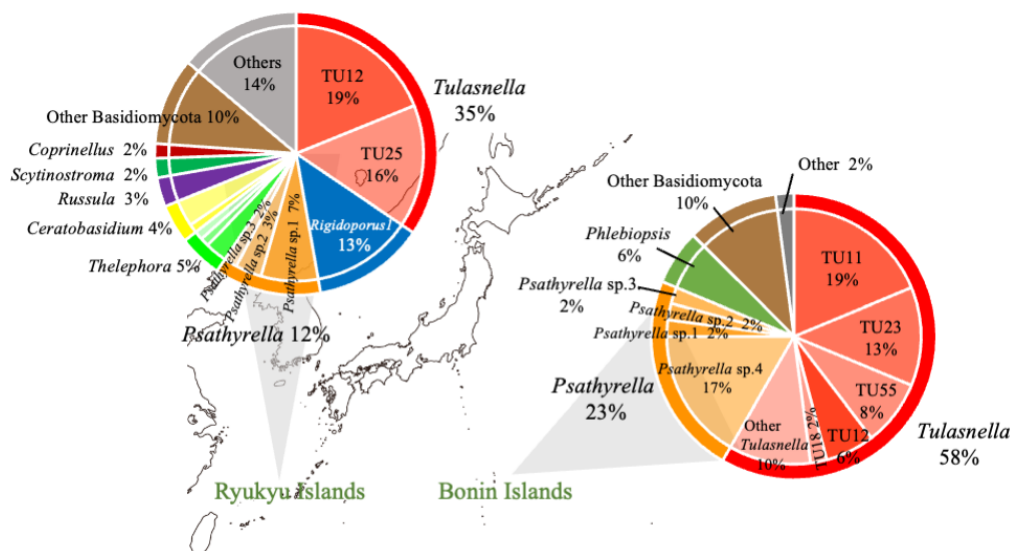 Others
14%
TU12
19%
Tulasnella
35%
TU25
16%
Other Basidiomycota 10%
Coprinellus 2%
Scytinostroma 2%
Russula 3%
Ceratobasidium 4%
Thelephora 5%
Psathyrella sp.3 2%
Psathyrella sp.2 3%
Psathyrella sp.1 7%
Rigidoporus1
13%
Psathyrella 12%
Ryukyu Islands
Other 2%
Other Basidiomycota
10%
Phlebiopsis
6%
Psathyrella sp.3
2%
Psathyrella sp.2 2%
Psathyrella sp.1 2%
Psathyrella sp.4
17%
Psathyrella
23%
TU11
19%
TU23
13%
TU55
8%
TU12
6%
TU18 2%
Other
Tulasnella
10%
Tulasnella
58%
Bonin Islands